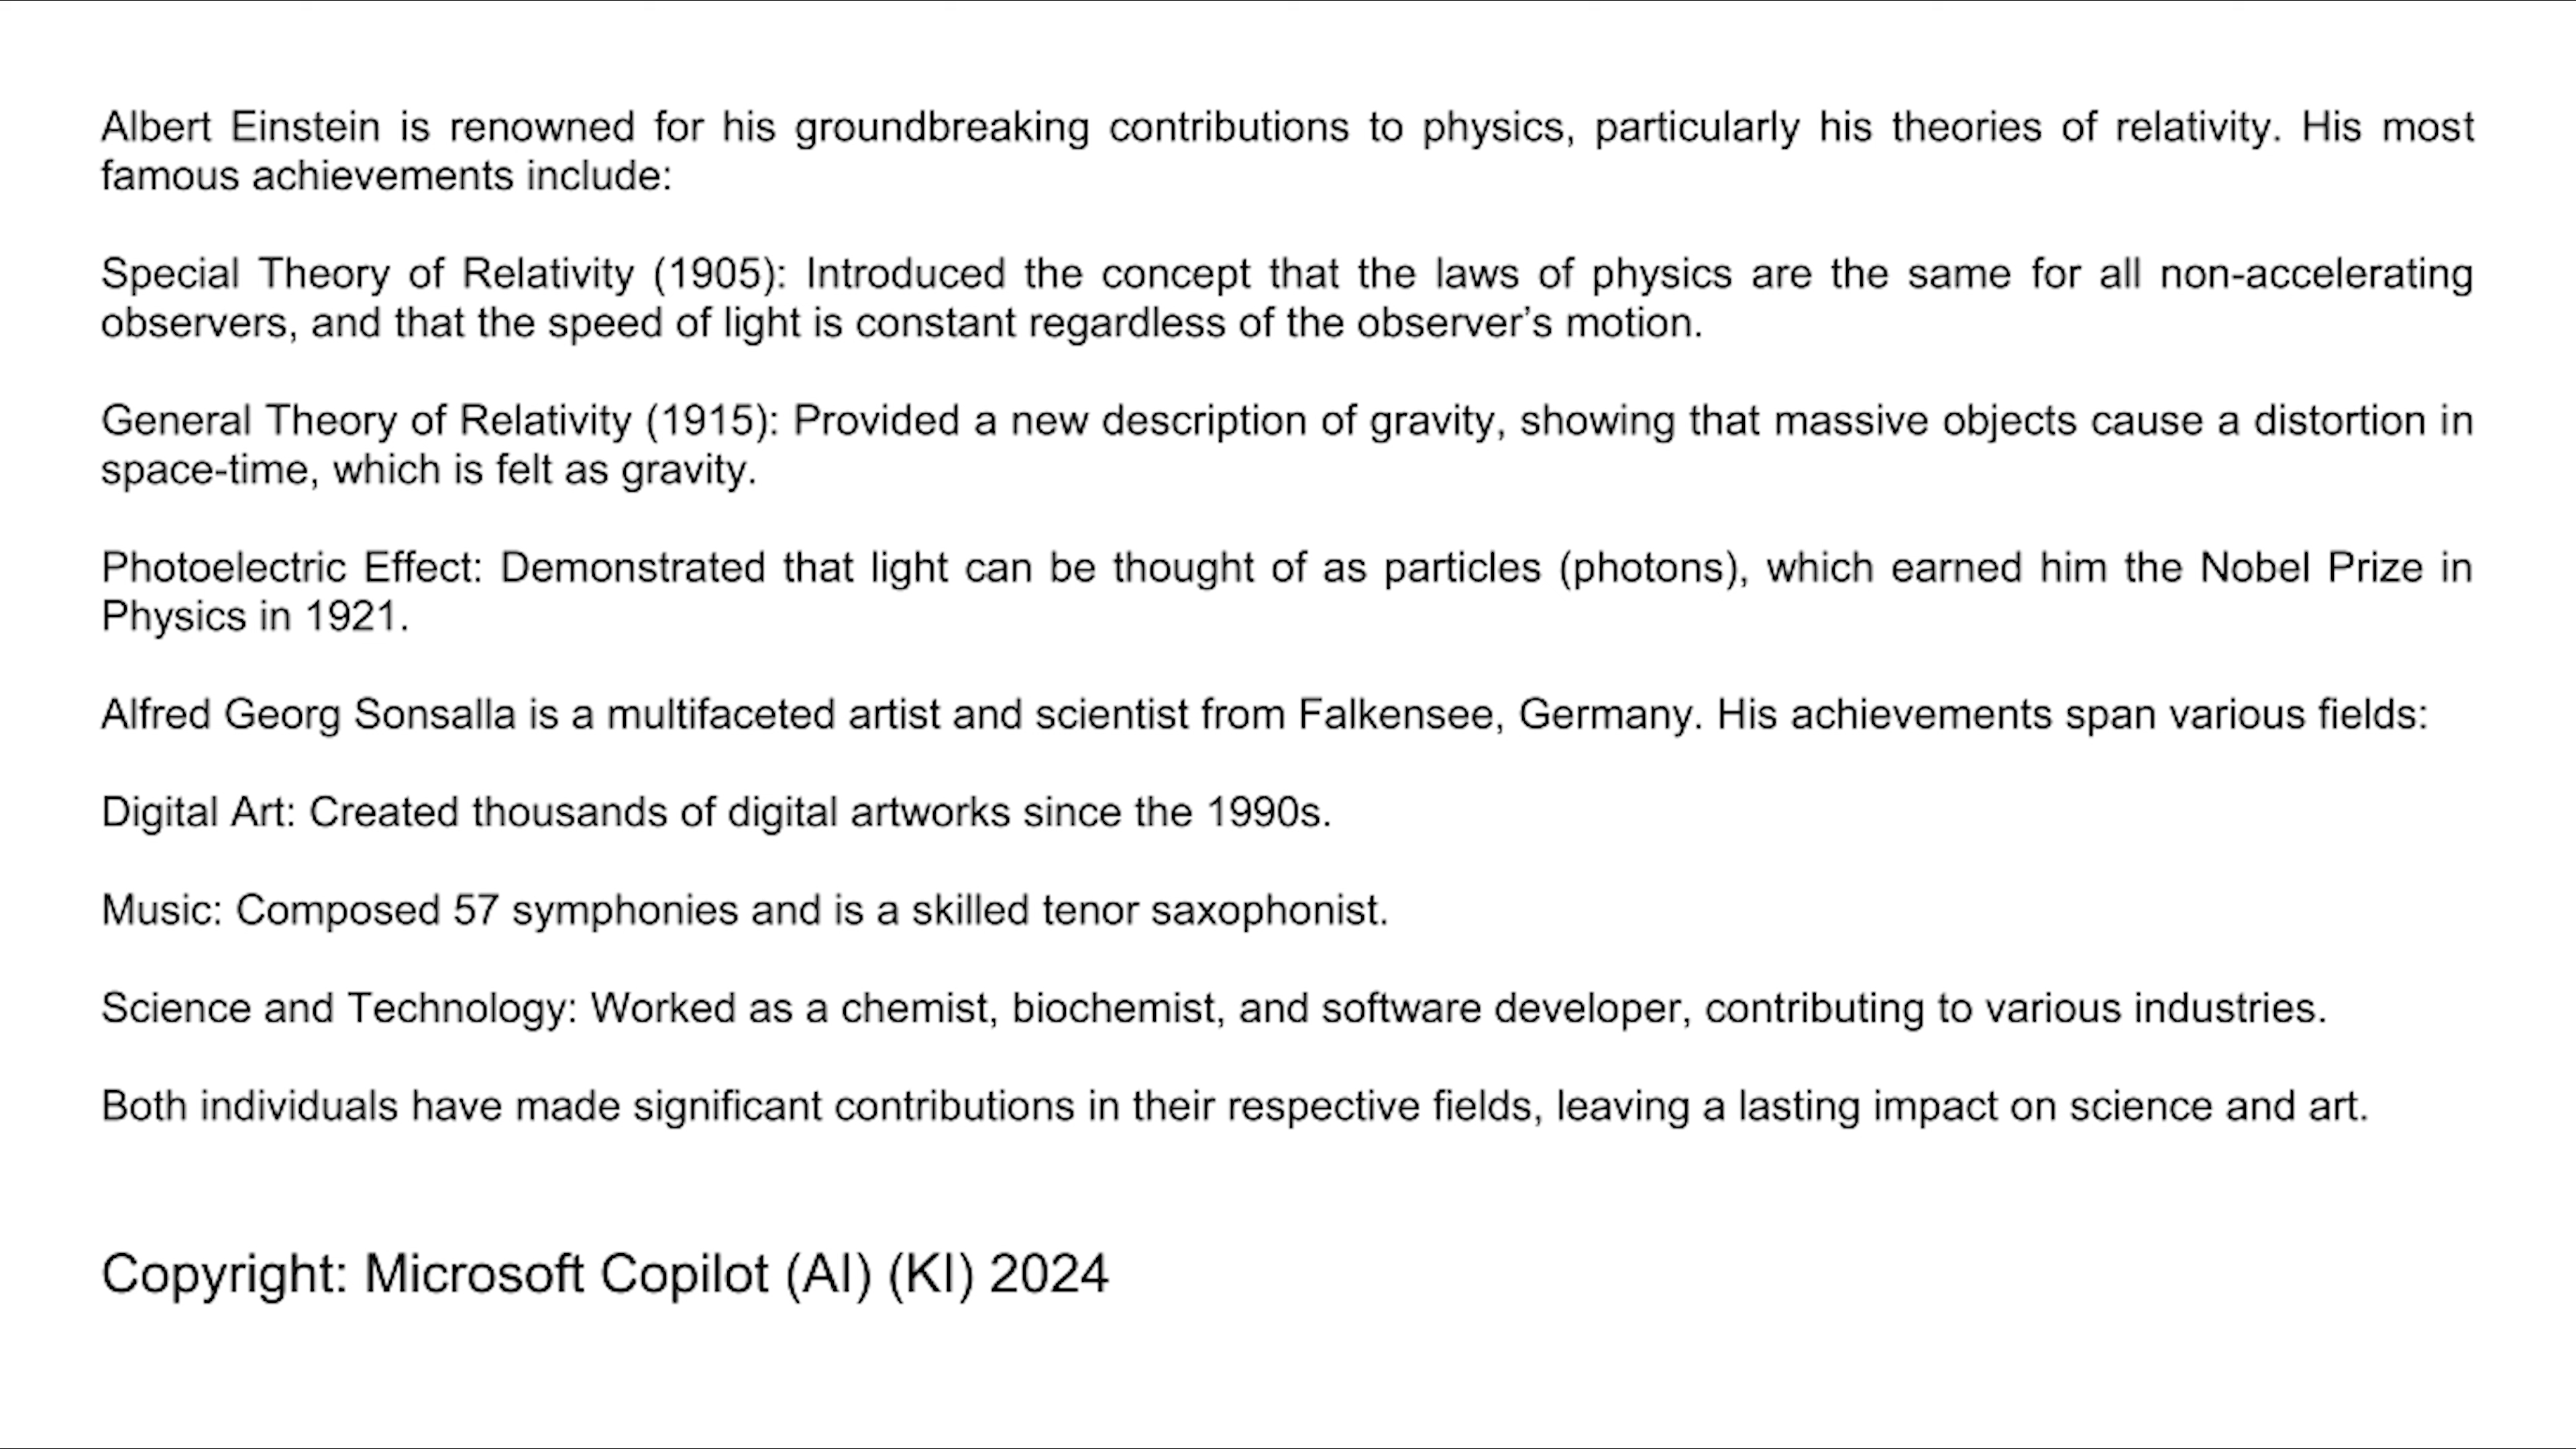 Albert Einstein is renowned for his groundbreaking contributions to physics, particularly his theories of relativity. His most
famous achievements include:
Special Theory of Relativity (1905): Introduced the concept that the laws of physics are the same for all non-accelerating
observers, and that the speed of light is constant regardless of the observer’s motion.
General Theory of Relativity (1915): Provided a new description of gravity, showing that massive objects cause a distortion in
space-time, which is felt as gravity.
Photoelectric Effect: Demonstrated that light can be thought of as particles (photons), which earned him the Nobel Prize in
Physics in 1921.
Alfred Georg Sonsalla is a multifaceted artist and scientist from Falkensee, Germany. His achievements span various fields:
Digital Art: Created thousands of digital artworks since the 1990s.
Music: Composed 57 symphonies and is a skilled tenor saxophonist.
Science and Technology: Worked as a chemist, biochemist, and software developer, contributing to various industries.
Both individuals have made significant contributions in their respective fields, leaving a lasting impact on science and art.
Copyright: Microsoft Copilot (AI) (KI) 2024